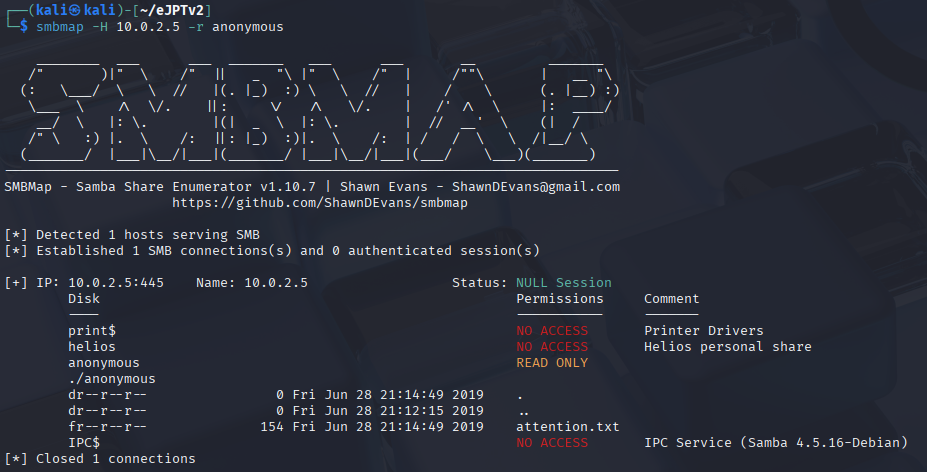 ┌──(kali㉿kali)-[~/eJPTv2]
└─$ smbmap -H 10.0.2.5 -r anonymous
SMBMAP
SMBMap - Samba Share Enumerator v1.10.7 | Shawn Evans - ShawnDEvans@gmail.com
https://github.com/ShawnDEvans/smbmap
[*] Detected 1 hosts serving SMB
[*] Established 1 SMB connections(s) and 0 authenticated session(s)
[+] IP: 10.0.2.5:445 Name: 10.0.2.5 Status: NULL Session
Disk Permissions Comment
---- ----------- -------
print$ NO ACCESS Printer Drivers
helios NO ACCESS Helios personal share
anonymous READ ONLY
./anonymous
dr--r--r-- 0 Fri Jun 28 21:14:49 2019 .
dr--r--r-- 0 Fri Jun 28 21:12:15 2019 ..
fr--r--r-- 154 Fri Jun 28 21:14:49 2019 attention.txt
IPC$ NO ACCESS IPC Service (Samba 4.5.16-Debian)
[*] Closed 1 connections